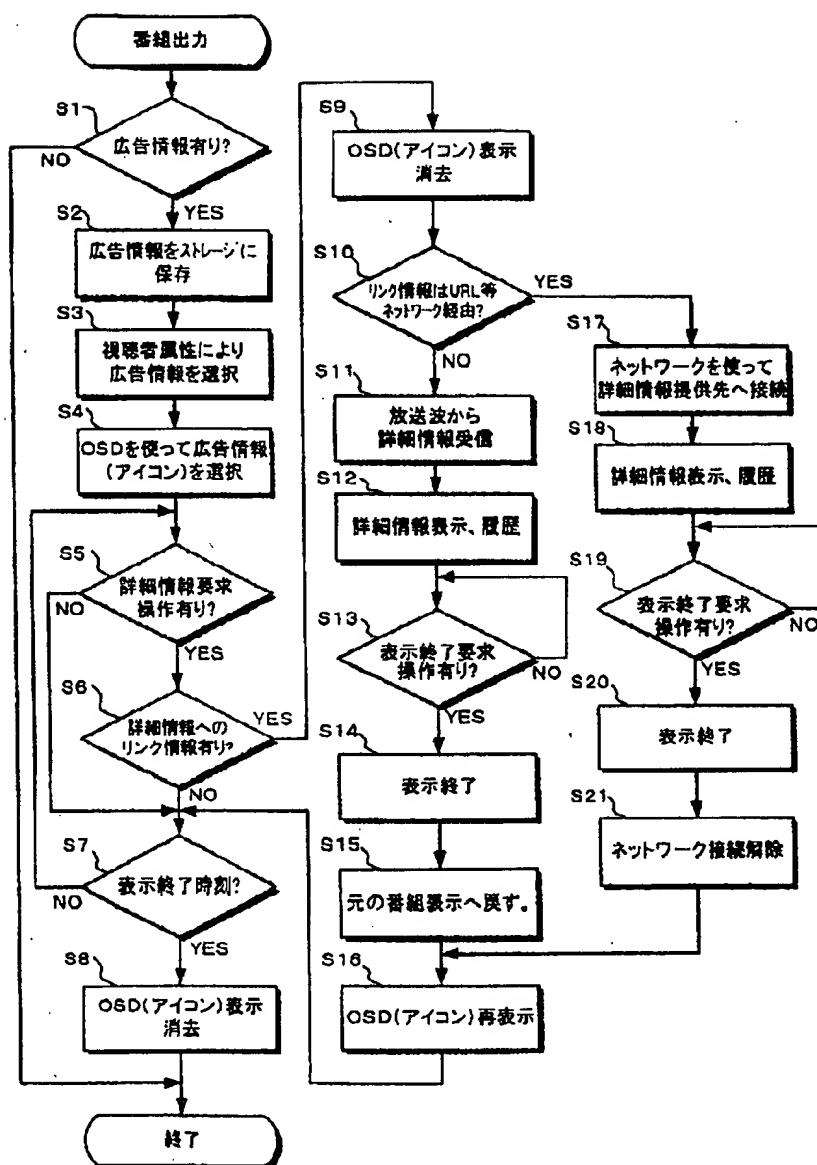 番組出力
S1
広告情報有り?
NO
YES
S2
広告情報をストレージに
保存
S3
視聴者属性により
広告情報を選択
S4
OSDを使って広告情報
(アイコン)を選択
S5
詳細情報要求
操作有り?
NO
YES
S6
詳細情報への
リンク情報有り?
YES
NO
S7
表示終了時刻?
NO
YES
S8
OSD(アイコン)表示
消去
終了
S9
OSD(アイコン)表示
消去
S10
リンク情報はURL等
ネットワーク経由?
YES
NO
S11
放送波から
詳細情報受信
S12
詳細情報表示、履歴
S13
表示終了要求
操作有り?
NO
YES
S14
表示終了
S15
元の番組表示へ戻す。
S16
OSD(アイコン)再表示
S17
ネットワークを使って
詳細情報提供先へ接続
S18
詳細情報表示、履歴
S19
表示終了要求
操作有り?
NO
YES
S20
表示終了
S21
ネットワーク接続解除